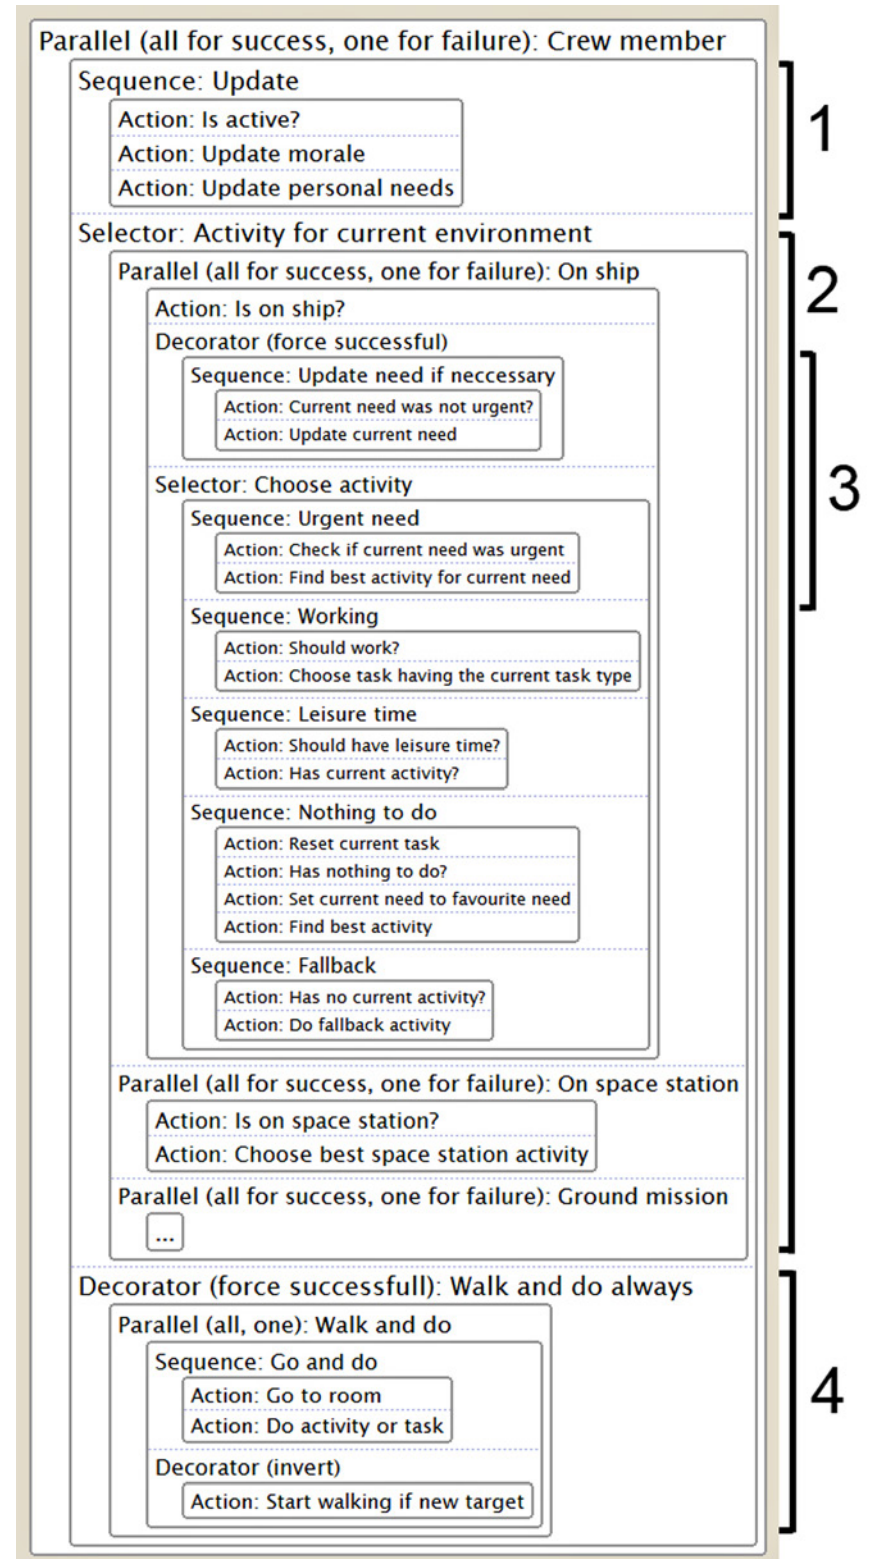 Parallel (all for success, one for failure): Crew member
Sequence: Update
Action: Is active?
Action: Update morale
Action: Update personal needs
1
Selector: Activity for current environment
Parallel (all for success, one for failure): On ship
2
Action: Is on ship?
Decorator (force successful)
Sequence: Update need if neccessary
Action: Current need was not urgent?
Action: Update current need
Selector: Choose activity
3
Sequence: Urgent need
Action: Check if current need was urgent
Action: Find best activity for current need
Sequence: Working
Action: Should work?
Action: Choose task having the current task type
Sequence: Leisure time
Action: Should have leisure time?
Action: Has current activity?
Sequence: Nothing to do
Action: Reset current task
Action: Has nothing to do?
Action: Set current need to favourite need
Action: Find best activity
Sequence: Fallback
Action: Has no current activity?
Action: Do fallback activity
Parallel (all for success, one for failure): On space station
Action: Is on space station?
Action: Choose best space station activity
Parallel (all for success, one for failure): Ground mission
...
Decorator (force successfull): Walk and do always
Parallel (all, one): Walk and do
Sequence: Go and do
Action: Go to room
4
Action: Do activity or task
Decorator (invert)
Action: Start walking if new target